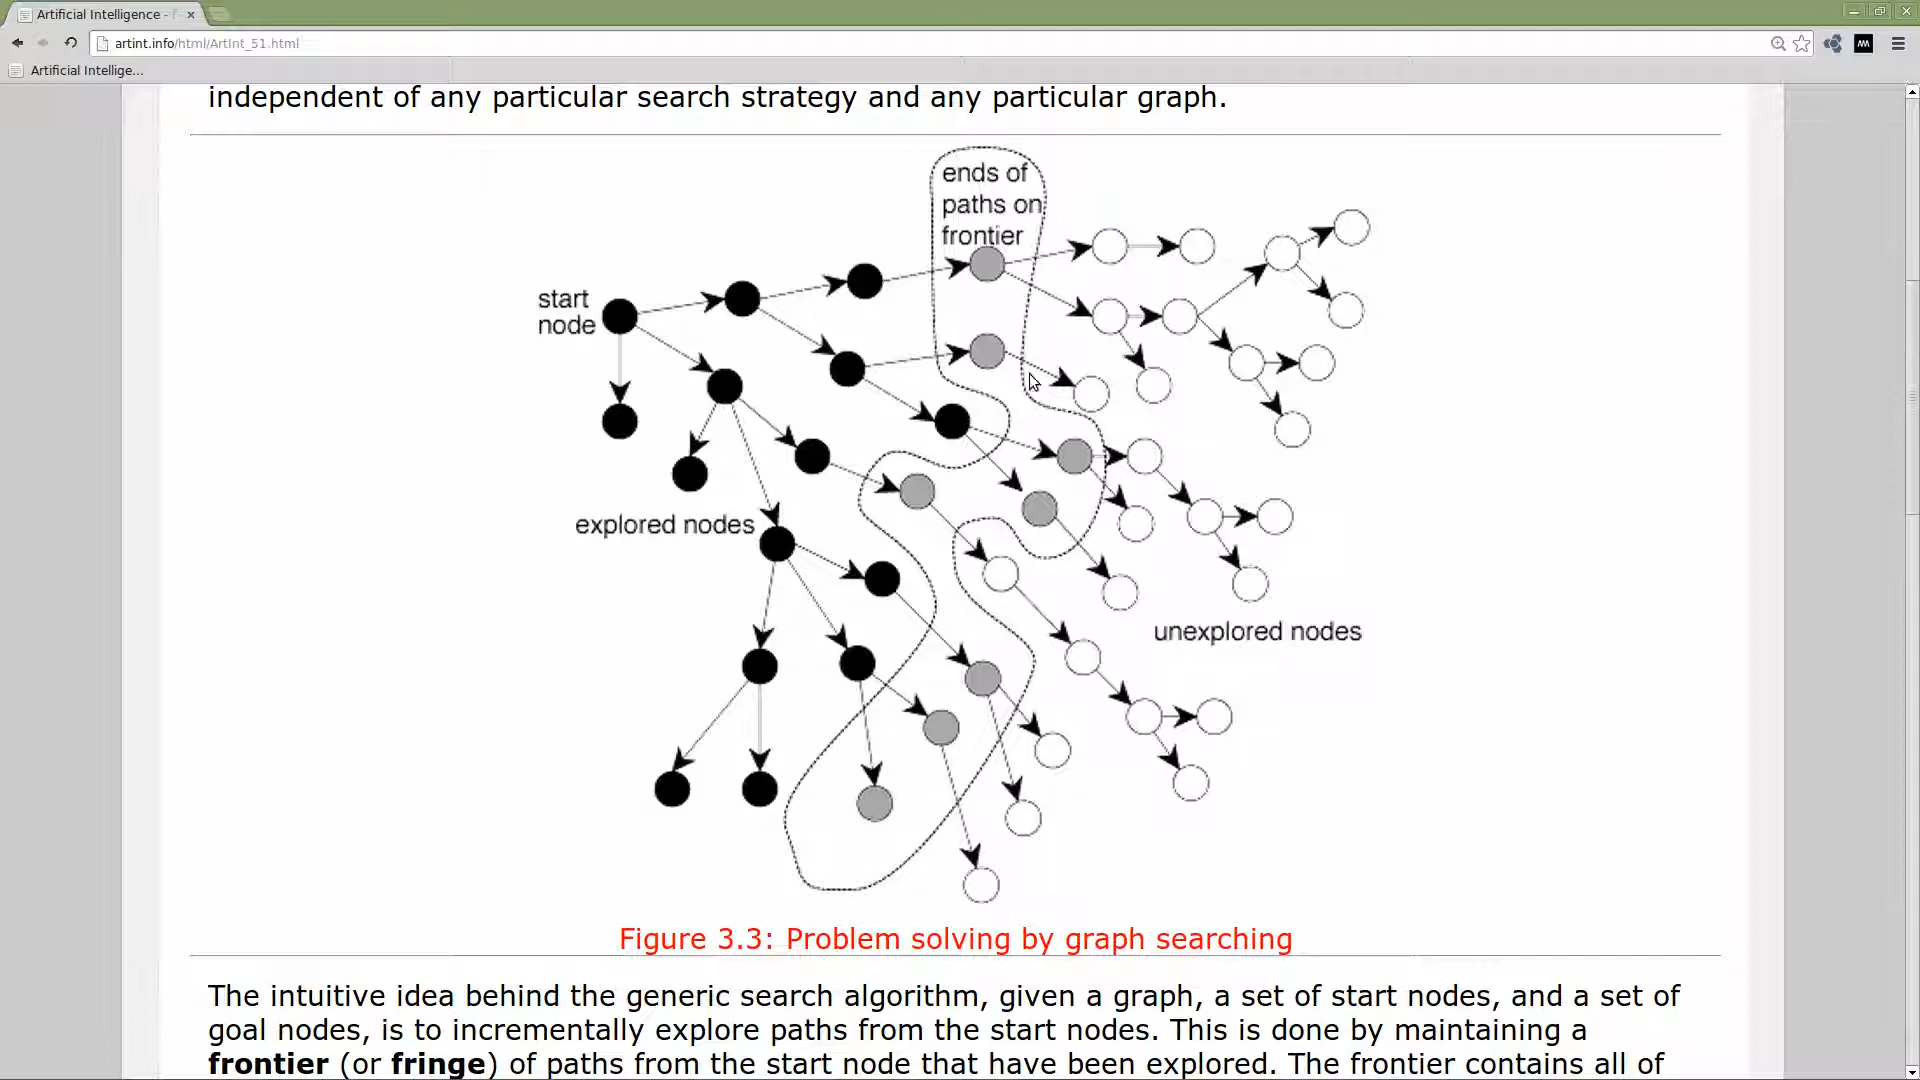 Artificial Intelligence - f
artint.info/html/ArtInt_51.html
Artificial Intellige...
independent of any particular search strategy and any particular graph.
ends of
paths on
frontier
start
node
explored nodes
unexplored nodes
Figure 3.3: Problem solving by graph searching
The intuitive idea behind the generic search algorithm, given a graph, a set of start nodes, and a set of
goal nodes, is to incrementally explore paths from the start nodes. This is done by maintaining a
frontier (or fringe) of paths from the start node that have been explored. The frontier contains all of